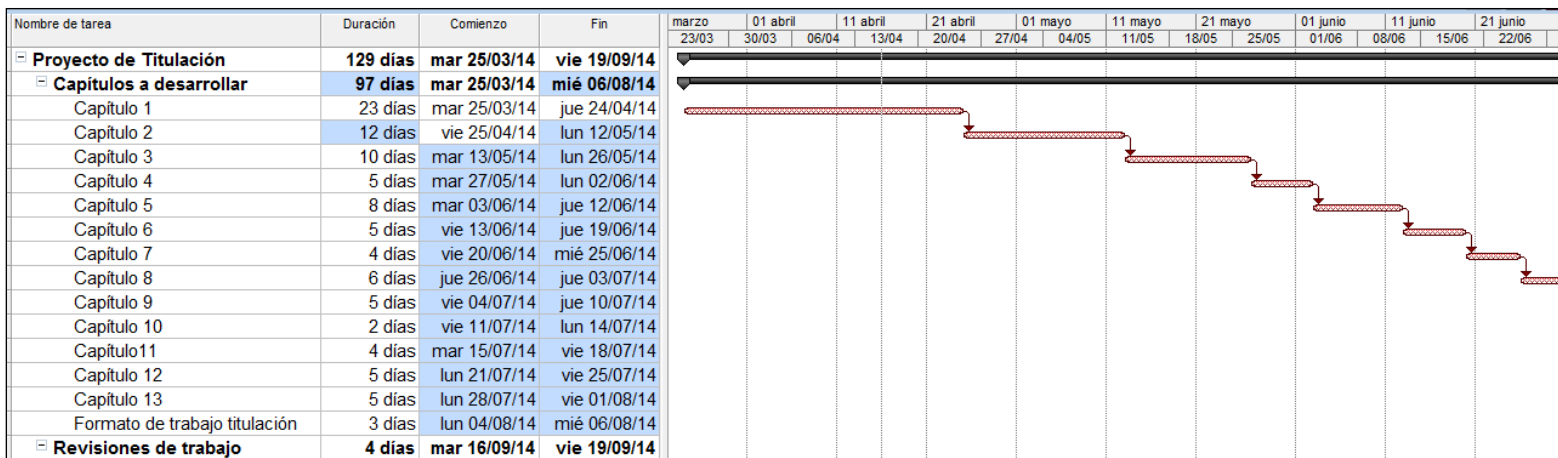 Nombre de tarea Duración Comienzo Fin marzo 01 abril 11 abril 21 abril 01 mayo 11 mayo 21 mayo 01 junio 11 junio 21 junio
23/03 30/03 06/04 13/04 20/04 27/04 04/05 11/05 18/05 25/05 01/06 08/06 15/06 22/06
Proyecto de Titulación 129 días mar 25/03/14 vie 19/09/14
Capítulos a desarrollar 97 días mar 25/03/14 mié 06/08/14
Capítulo 1 23 días mar 25/03/14 jue 24/04/14
Capítulo 2 12 días vie 25/04/14 lun 12/05/14
Capítulo 3 10 días mar 13/05/14 lun 26/05/14
Capítulo 4 5 días mar 27/05/14 lun 02/06/14
Capítulo 5 8 días mar 03/06/14 jue 12/06/14
Capítulo 6 5 días vie 13/06/14 jue 19/06/14
Capítulo 7 4 días vie 20/06/14 mié 25/06/14
Capítulo 8 6 días jue 26/06/14 jue 03/07/14
Capítulo 9 5 días vie 04/07/14 jue 10/07/14
Capítulo 10 2 días vie 11/07/14 lun 14/07/14
Capítulo11 4 días mar 15/07/14 vie 18/07/14
Capítulo 12 5 días lun 21/07/14 vie 25/07/14
Capítulo 13 5 días lun 28/07/14 vie 01/08/14
Formato de trabajo titulación 3 días lun 04/08/14 mié 06/08/14
Revisiones de trabajo 4 días mar 16/09/14 vie 19/09/14